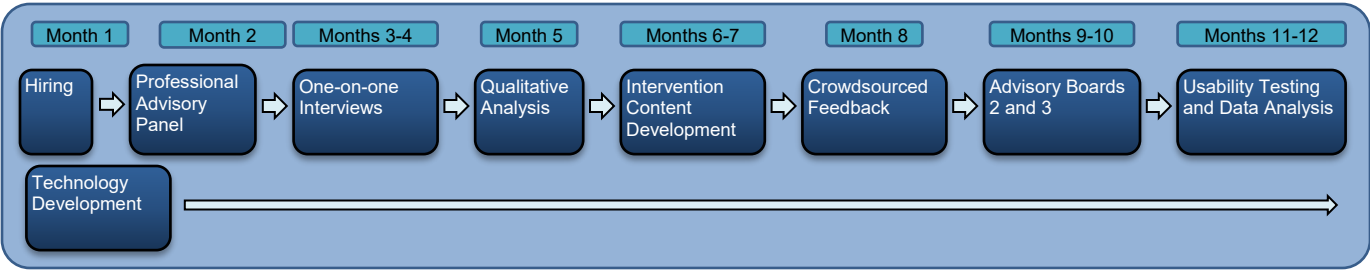 Month 1
Month 2
Months 3-4
Month 5
Months 6-7
Month 8
Months 9-10
Months 11-12
Hiring
Professional
Advisory
Panel
One-on-one
Interviews
Qualitative
Analysis
Intervention
Content
Development
Crowdsourced
Feedback
Advisory Boards
2 and 3
Usability Testing
and Data Analysis
Technology
Development